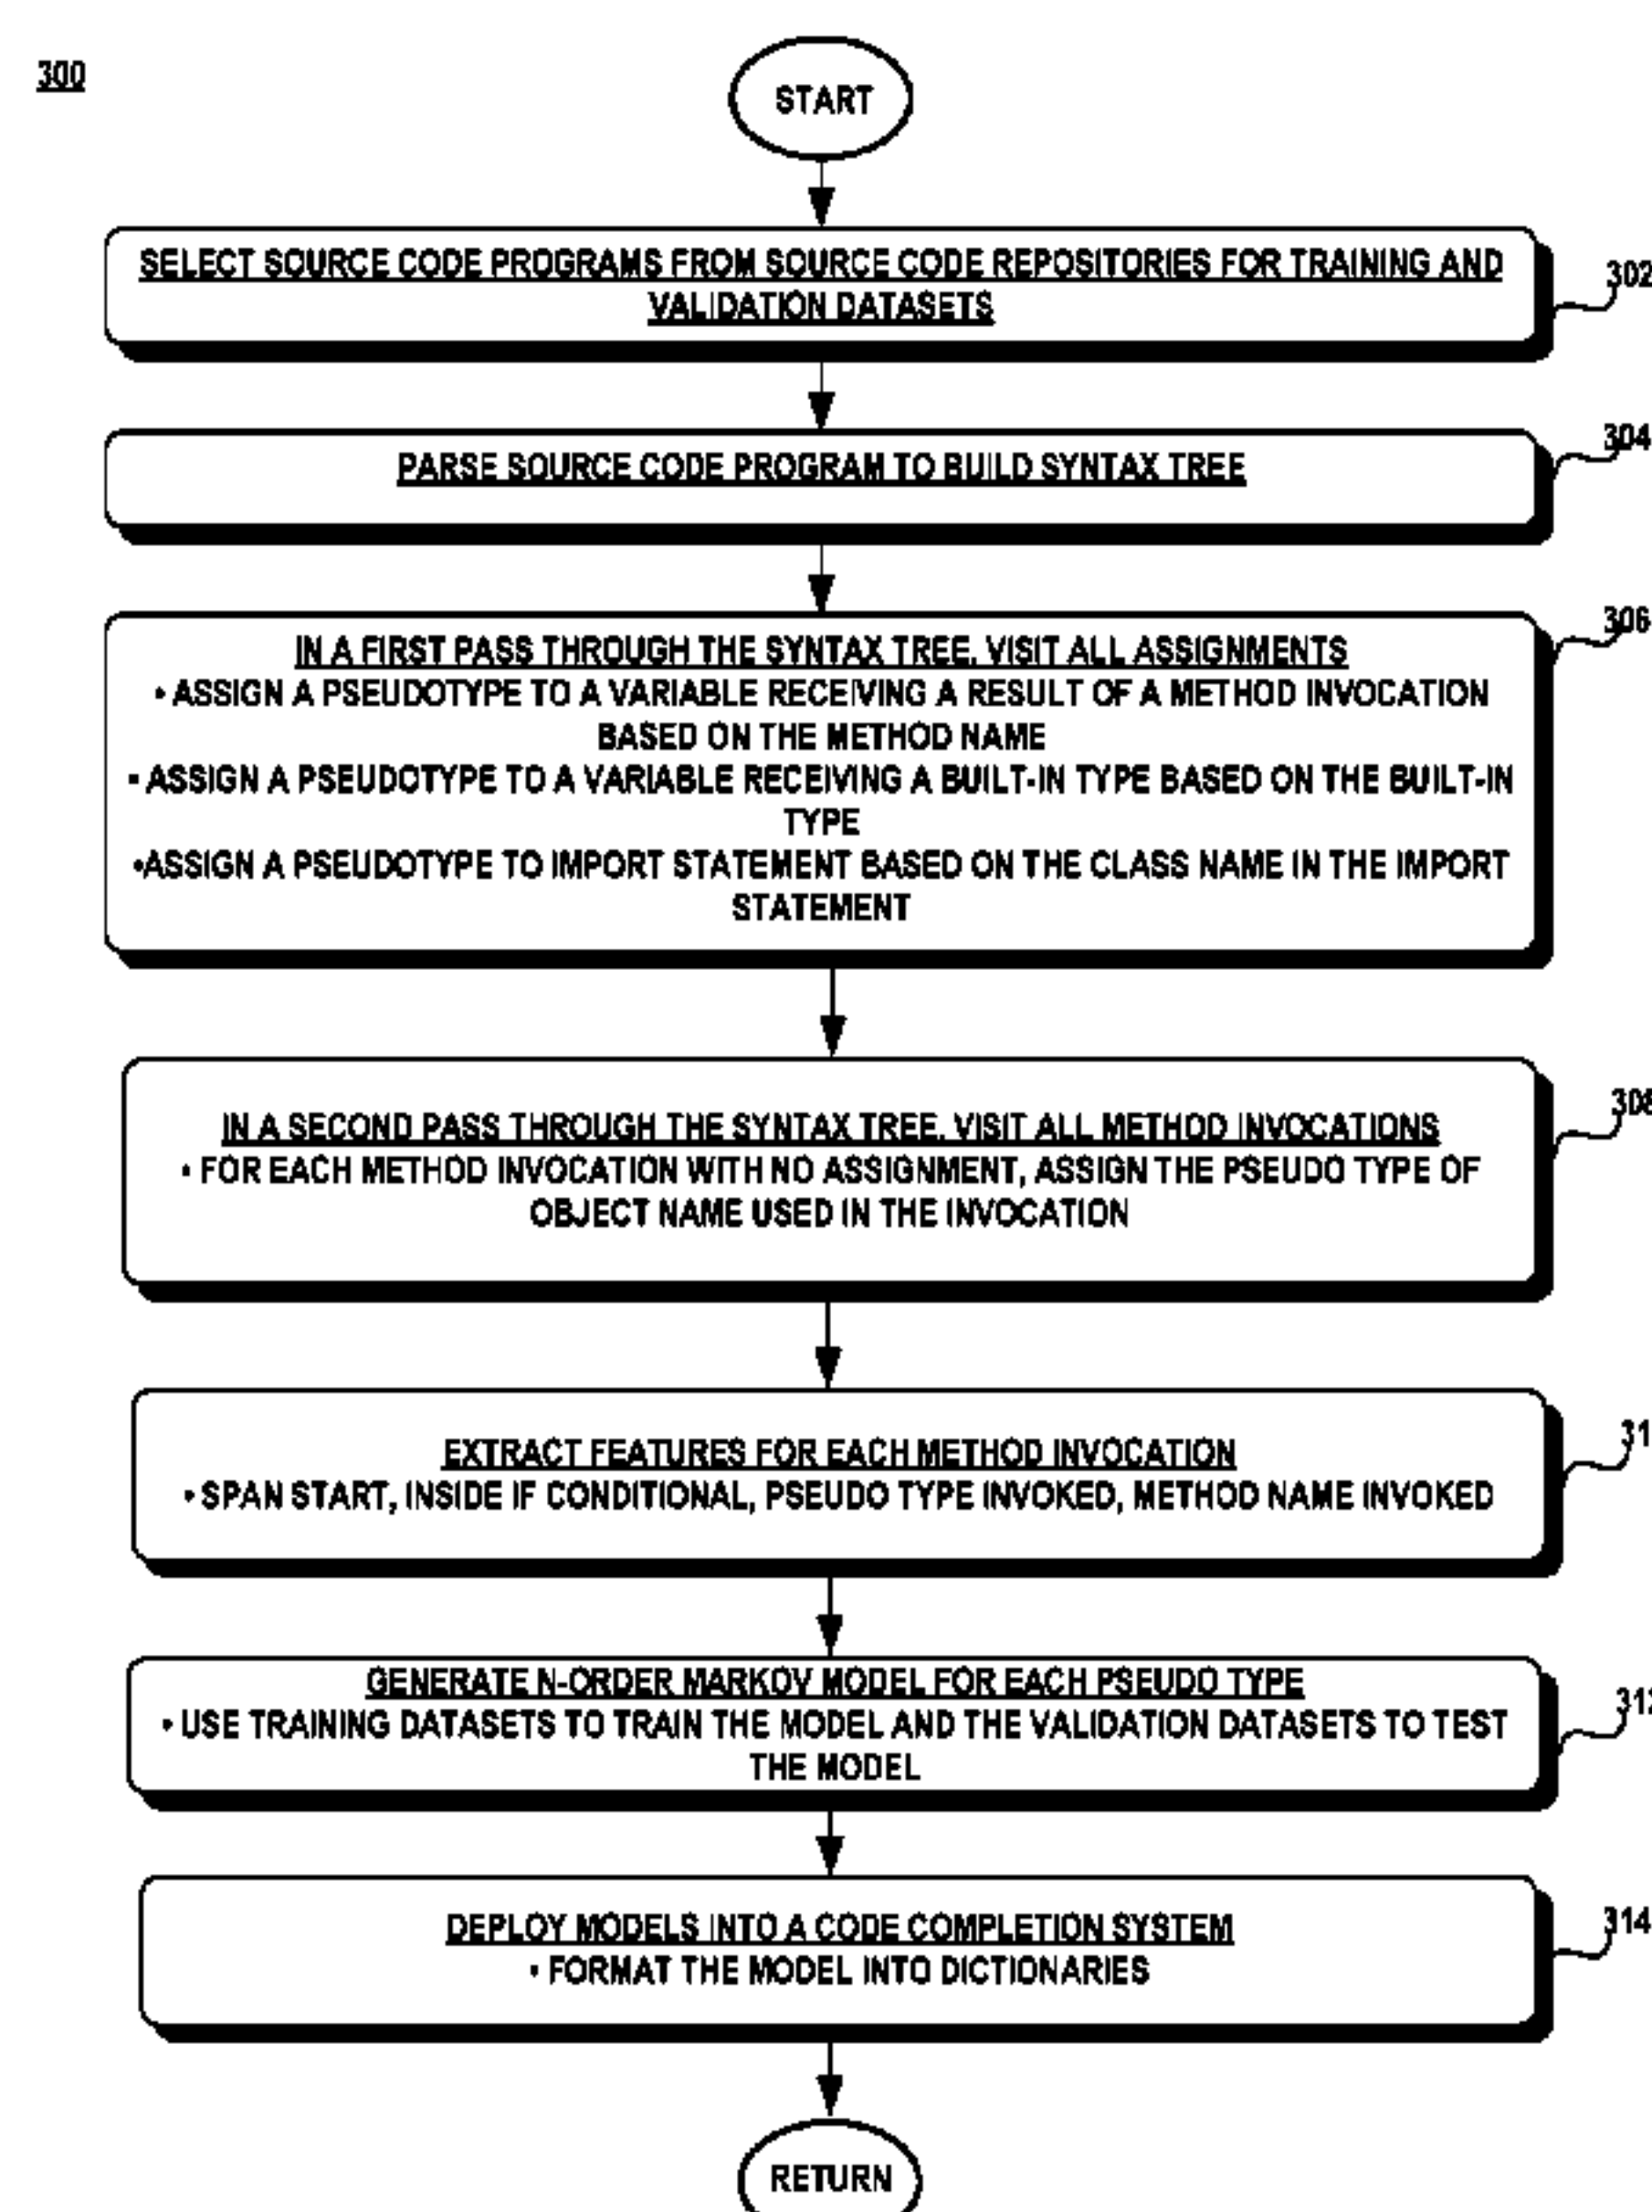 300
START
SELECT SOURCE CODE PROGRAMS FROM SOURCE CODE REPOSITORIES FOR TRAINING AND
VALIDATION DATASETS
302
PARSE SOURCE CODE PROGRAM TO BUILD SYNTAX TREE
304
IN A FIRST PASS THROUGH THE SYNTAX TREE, VISIT ALL ASSIGNMENTS
• ASSIGN A PSEUDOTYPE TO A VARIABLE RECEIVING A RESULT OF A METHOD INVOCATION
BASED ON THE METHOD NAME
• ASSIGN A PSEUDOTYPE TO A VARIABLE RECEIVING A BUILT-IN TYPE BASED ON THE BUILT-IN
TYPE
•ASSIGN A PSEUDOTYPE TO IMPORT STATEMENT BASED ON THE CLASS NAME IN THE IMPORT
STATEMENT
306
IN A SECOND PASS THROUGH THE SYNTAX TREE, VISIT ALL METHOD INVOCATIONS
• FOR EACH METHOD INVOCATION WITH NO ASSIGNMENT, ASSIGN THE PSEUDO TYPE OF
OBJECT NAME USED IN THE INVOCATION
308
EXTRACT FEATURES FOR EACH METHOD INVOCATION
• SPAN START, INSIDE IF CONDITIONAL, PSEUDO TYPE INVOKED, METHOD NAME INVOKED
31
GENERATE N-ORDER MARKOV MODEL FOR EACH PSEUDO TYPE
• USE TRAINING DATASETS TO TRAIN THE MODEL AND THE VALIDATION DATASETS TO TEST
THE MODEL
312
DEPLOY MODELS INTO A CODE COMPLETION SYSTEM
• FORMAT THE MODEL INTO DICTIONARIES
314
RETURN